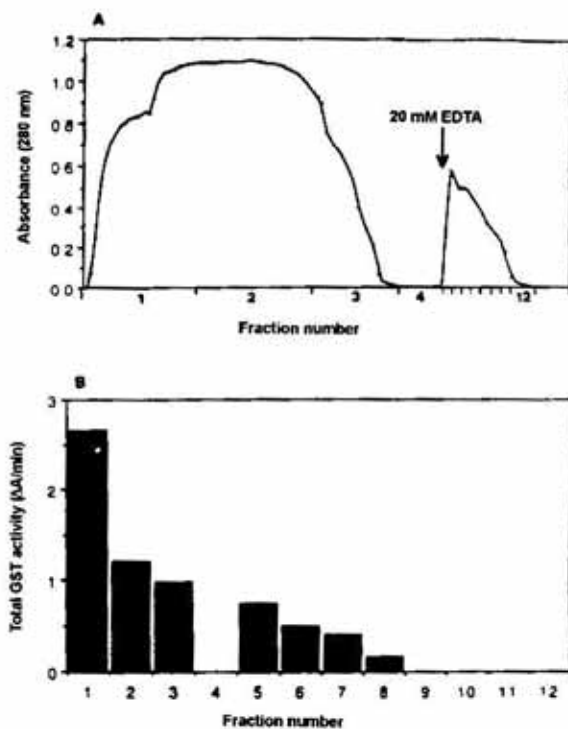 A
1.2
1.0
0.8
0.6
0.4
0.2
0.0
Absorbance (280 nm)
20 mM EDTA
1 2 3 4 12
Fraction number
B
3
2
1
0
Total GST activity (ΔA/min)
1 2 3 4 5 6 7 8 9 10 11 12
Fraction number